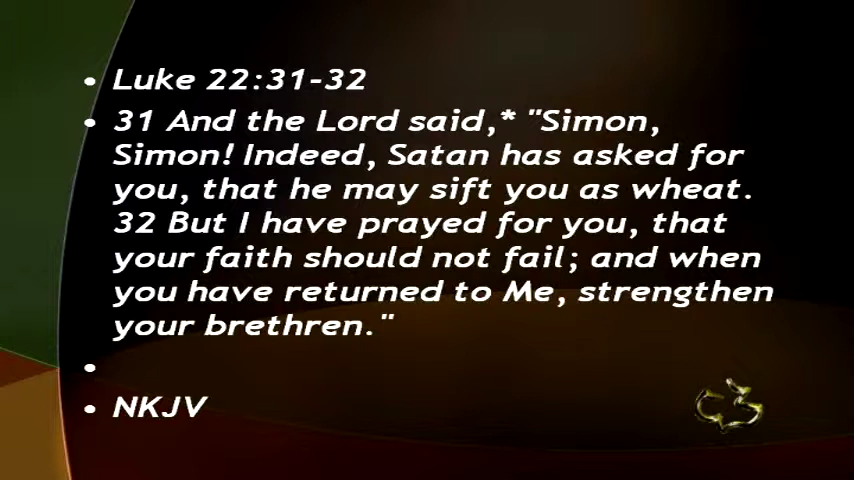 • Luke 22:31-32
• 31 And the Lord said,* "Simon,
Simon! Indeed, Satan has asked for
you, that he may sift you as wheat.
32 But I have prayed for you, that
your faith should not fail; and when
you have returned to Me, strengthen
your brethren."
•
• NKJV
C3